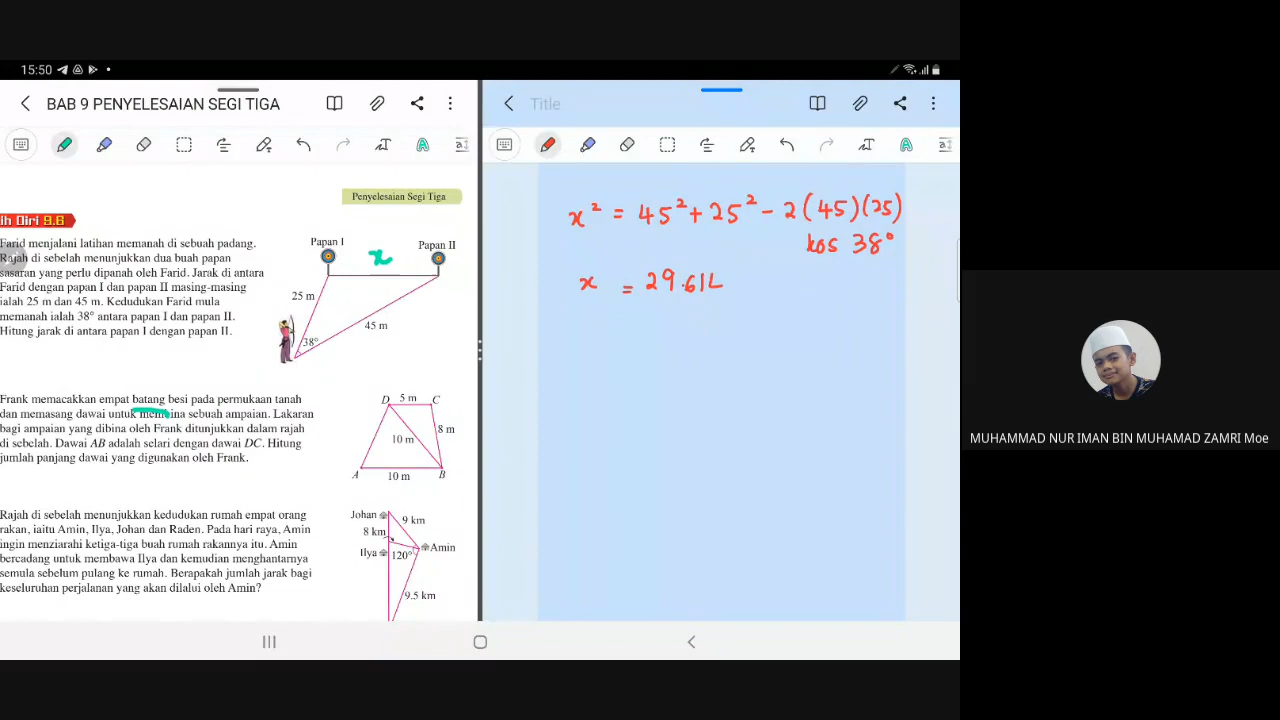 15:50
BAB 9 PENYELESAIAN SEGI TIGA
Title
Penyelesaian Segi Tiga
ih Diri 9.8
Farid menjalani latihan memanah di sebuah padang.
Rajah di sebelah menunjukkan dua buah papan
sasaran yang perlu dipanah oleh Farid. Jarak di antara
Farid dengan papan I dan papan II masing-masing
ialah 25 m dan 45 m. Kedudukan Farid mula
memanah ialah 38° antara papan I dan papan II.
Hitung jarak di antara papan I dengan papan II.
Papan I
x
Papan II
25 m
45 m
38°
Frank memacakkan empat batang besi pada permukaan tanah
dan memasang dawai untuk membina sebuah ampaian. Lakaran
bagi ampaian yang dibina oleh Frank ditunjukkan dalam rajah
di sebelah. Dawai AB adalah selari dengan dawai DC. Hitung
jumlah panjang dawai yang digunakan oleh Frank.
D 5 m C
8 m
10 m
A 10 m B
Rajah di sebelah menunjukkan kedudukan rumah empat orang
rakan, iaitu Amin, Ilya, Johan dan Raden. Pada hari raya, Amin
ingin menziarahi ketiga-tiga buah rumah rakannya itu. Amin
bercadang untuk membawa Ilya dan kemudian menghantarnya
semula sebelum pulang ke rumah. Berapakah jumlah jarak bagi
keseluruhan perjalanan yang akan dilalui oleh Amin?
Johan
9 km
8 km
Ilya
120°
Amin
9.5 km
x² = 45² + 25² - 2(45)(25)
kos 38°
x = 29.61
MUHAMMAD NUR IMAN BIN MUHAMAD ZAMRI Moe